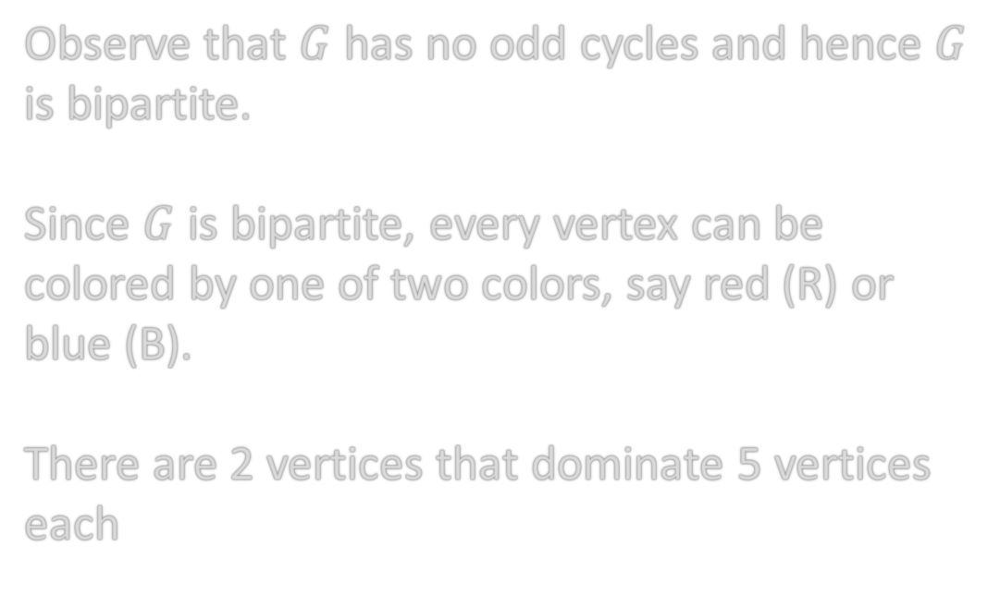 Observe that 𝐺 has no odd cycles and hence 𝐺
is bipartite.
Since 𝐺 is bipartite, every vertex can be
colored by one of two colors, say red (R) or
blue (B).
There are 2 vertices that dominate 5 vertices
each